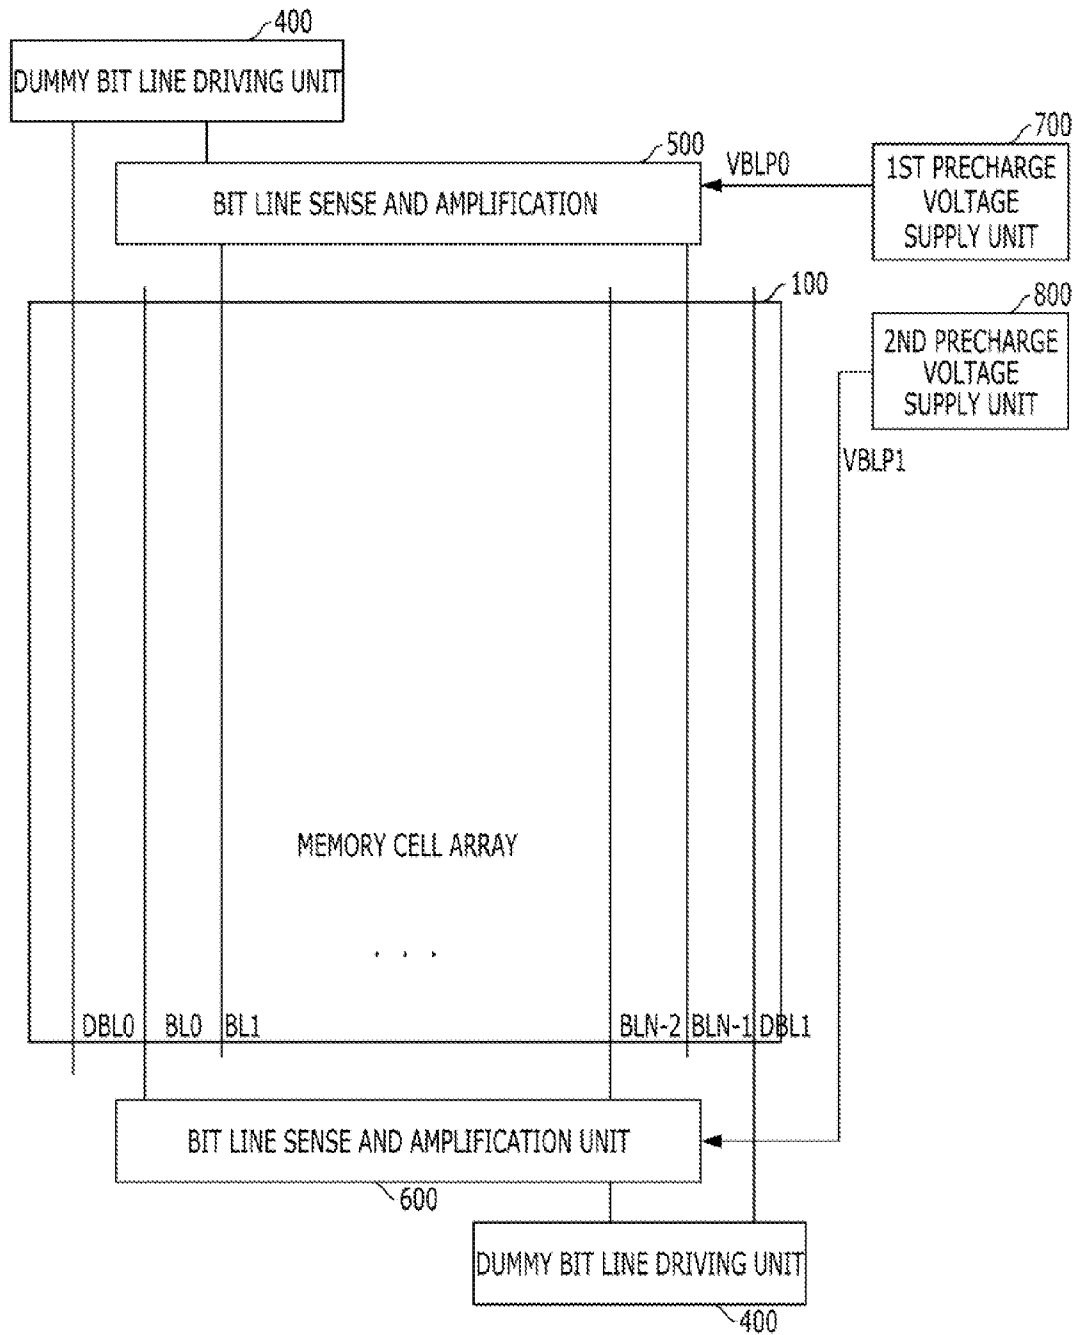 400
DUMMY BIT LINE DRIVING UNIT
500
BIT LINE SENSE AND AMPLIFICATION
VBLP0
700
1ST PRECHARGE
VOLTAGE
SUPPLY UNIT
100
800
2ND PRECHARGE
VOLTAGE
SUPPLY UNIT
VBLP1
MEMORY CELL ARRAY
. . .
DBL0 BL0 BL1 BLN-2 BLN-1 DBL1
BIT LINE SENSE AND AMPLIFICATION UNIT
600
DUMMY BIT LINE DRIVING UNIT
400